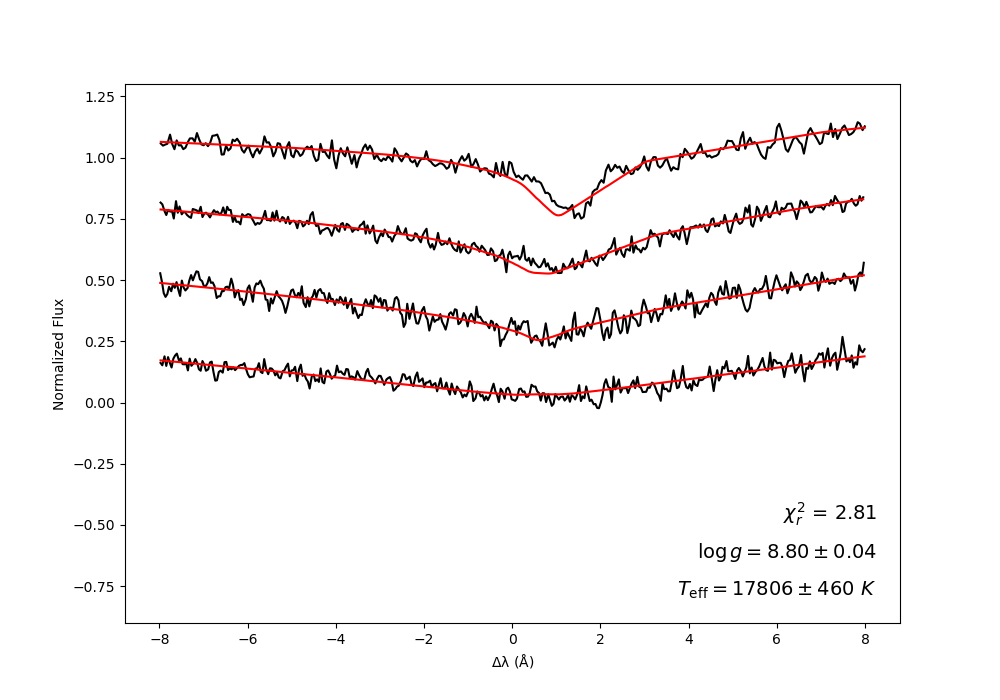 1.25
1.00
0.75
0.50
0.25
0.00
−0.25
−0.50
−0.75
Normalized Flux
χ²ᵣ = 2.81
log g = 8.80 ± 0.04
T_eff = 17806 ± 460 K
−8 −6 −4 −2 0 2 4 6 8
Δλ (Å)